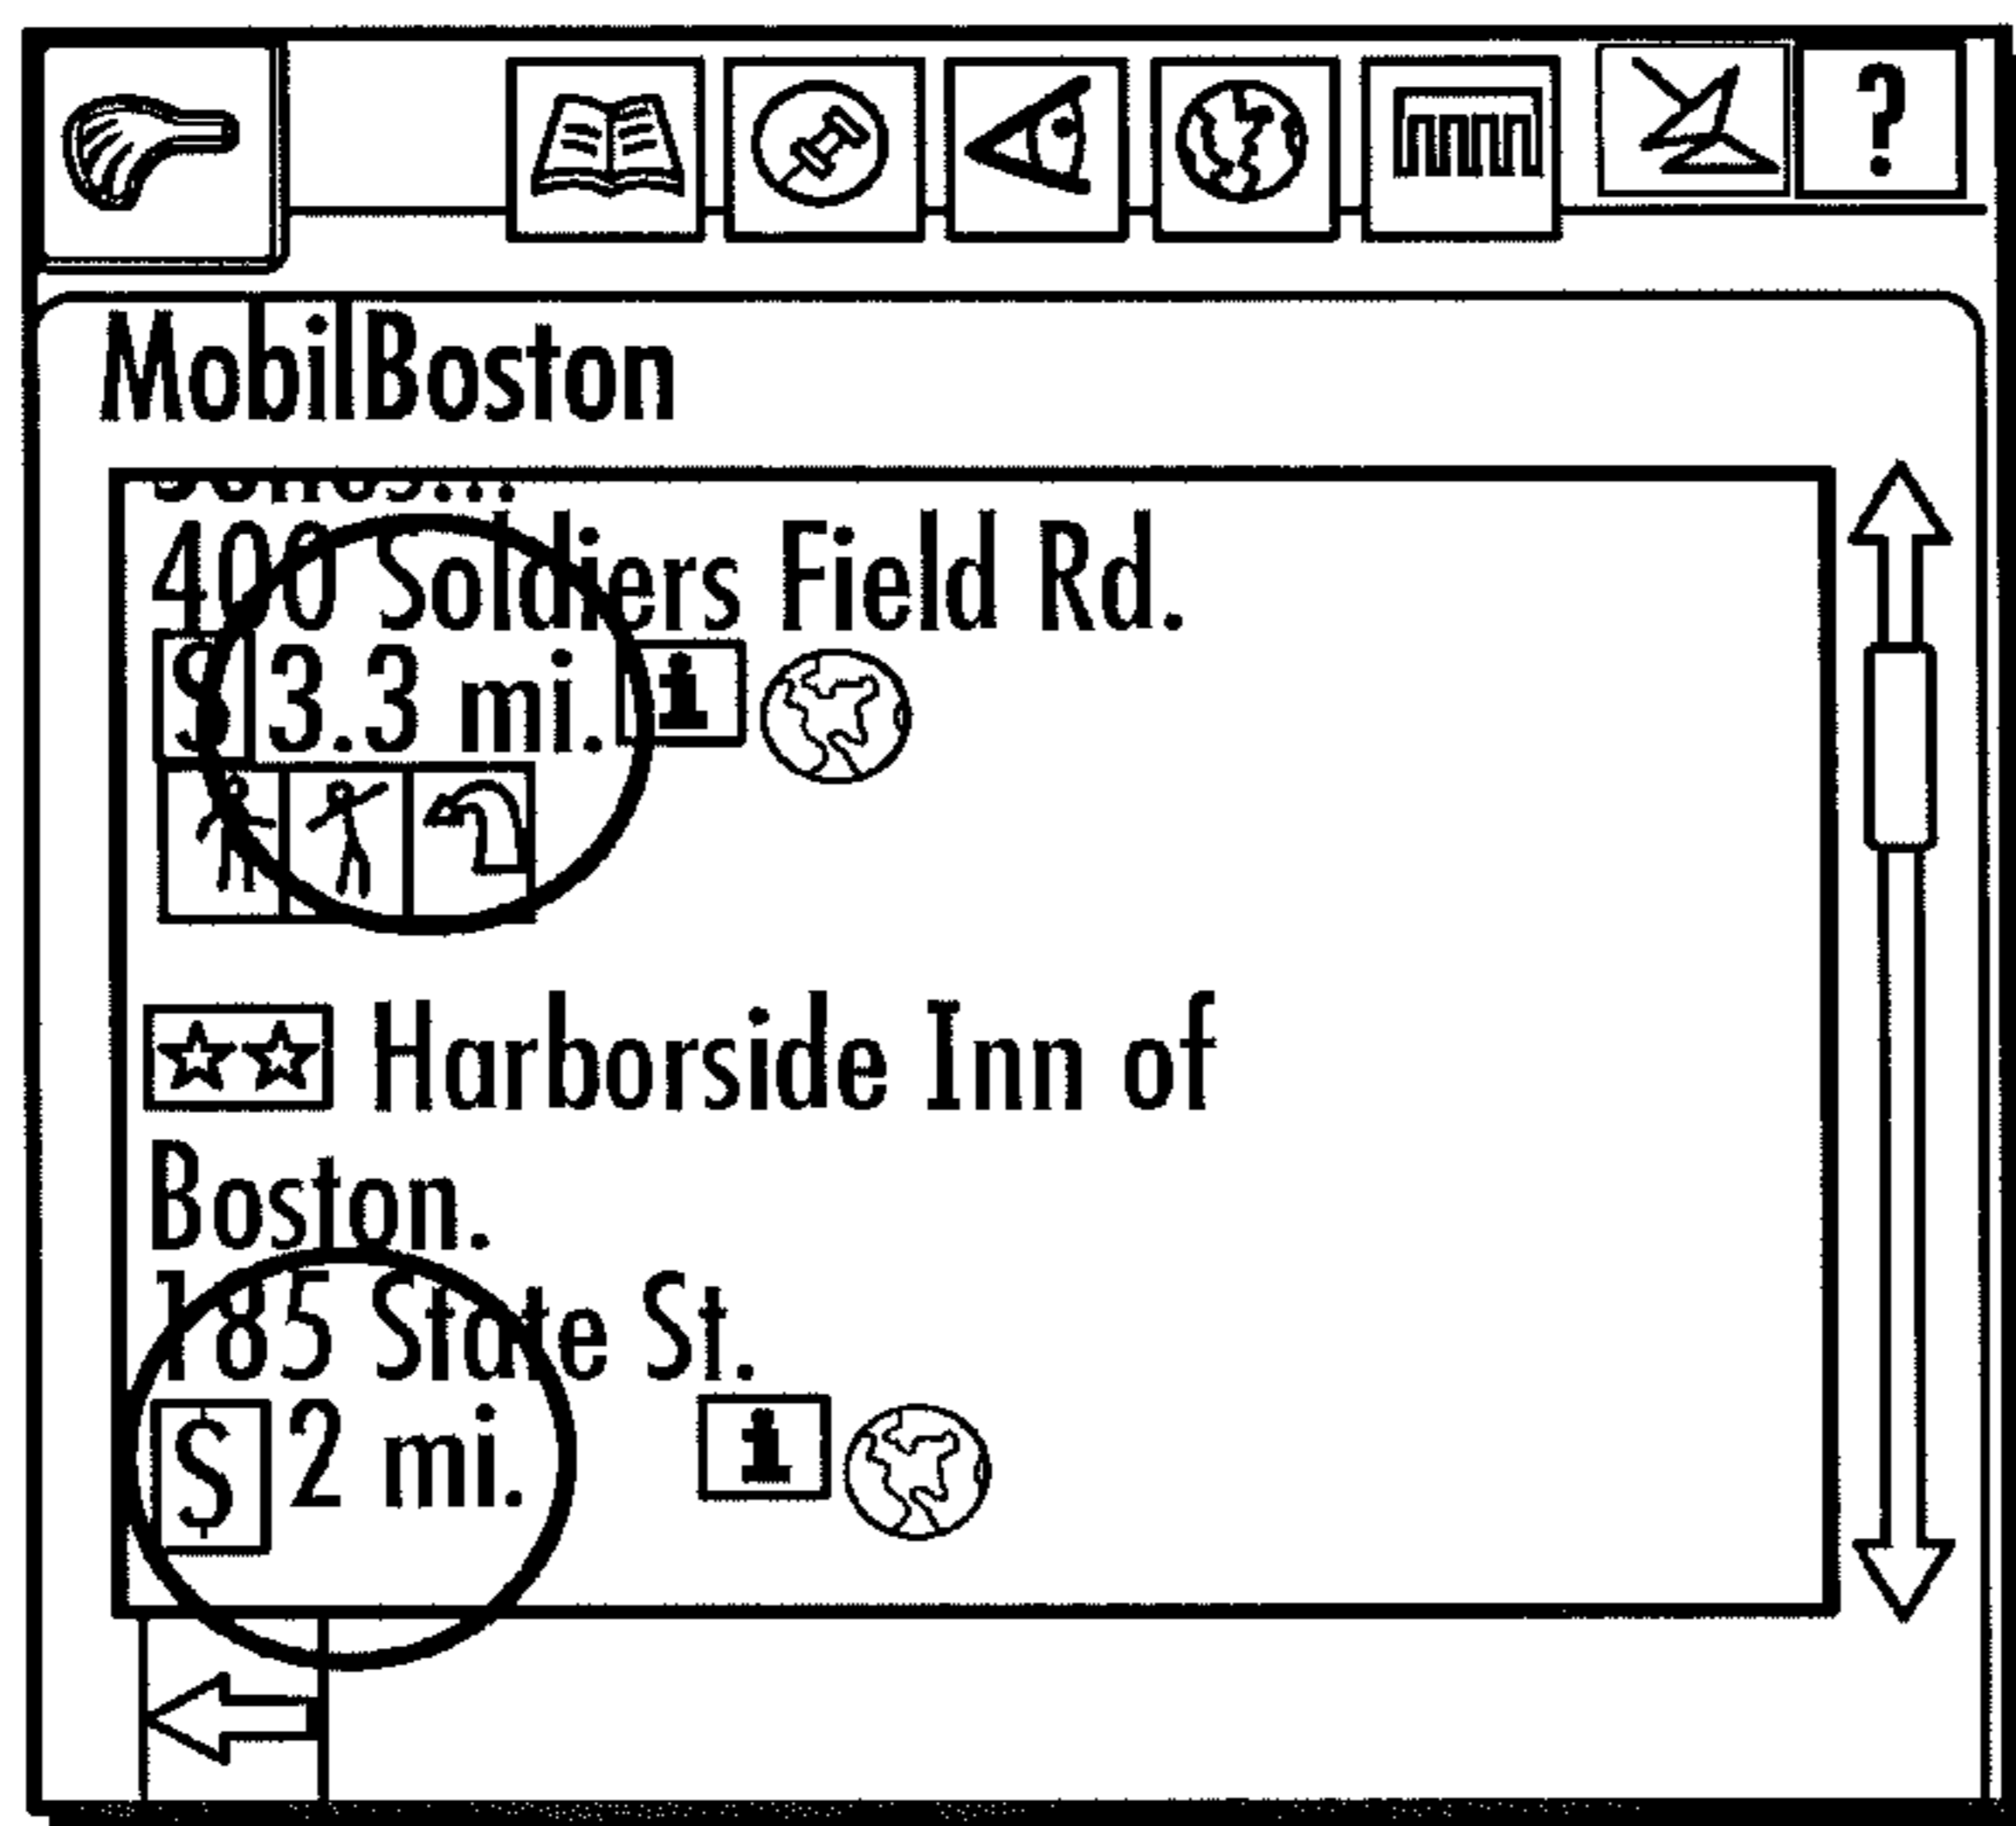 ?
MobilBoston
400 Soldiers Field Rd.
$ 3.3 mi. i
Harborside Inn of
Boston.
185 State St.
$ 2 mi. i